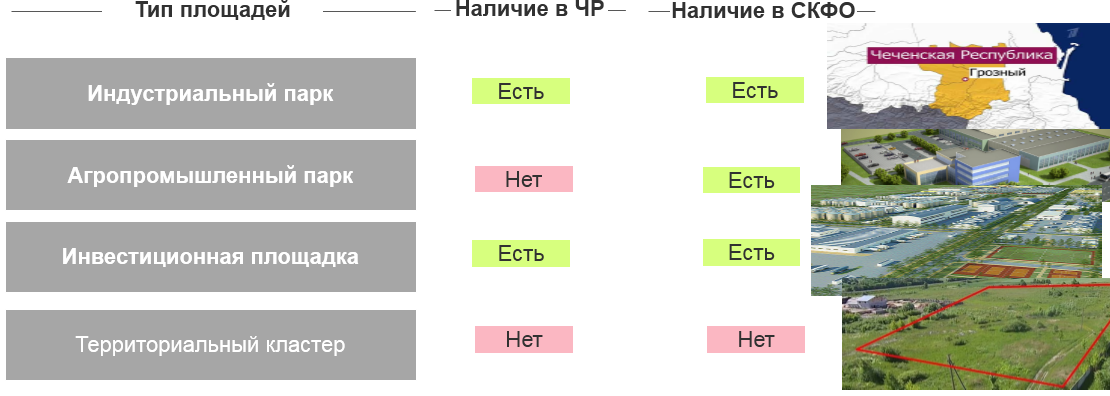 Тип площадей
Наличие в ЧР
Наличие в СКФО
Чеченская Республика
Грозный
Индустриальный парк
Есть
Есть
Агропромышленный парк
Нет
Есть
Инвестиционная площадка
Есть
Есть
Территориальный кластер
Нет
Нет